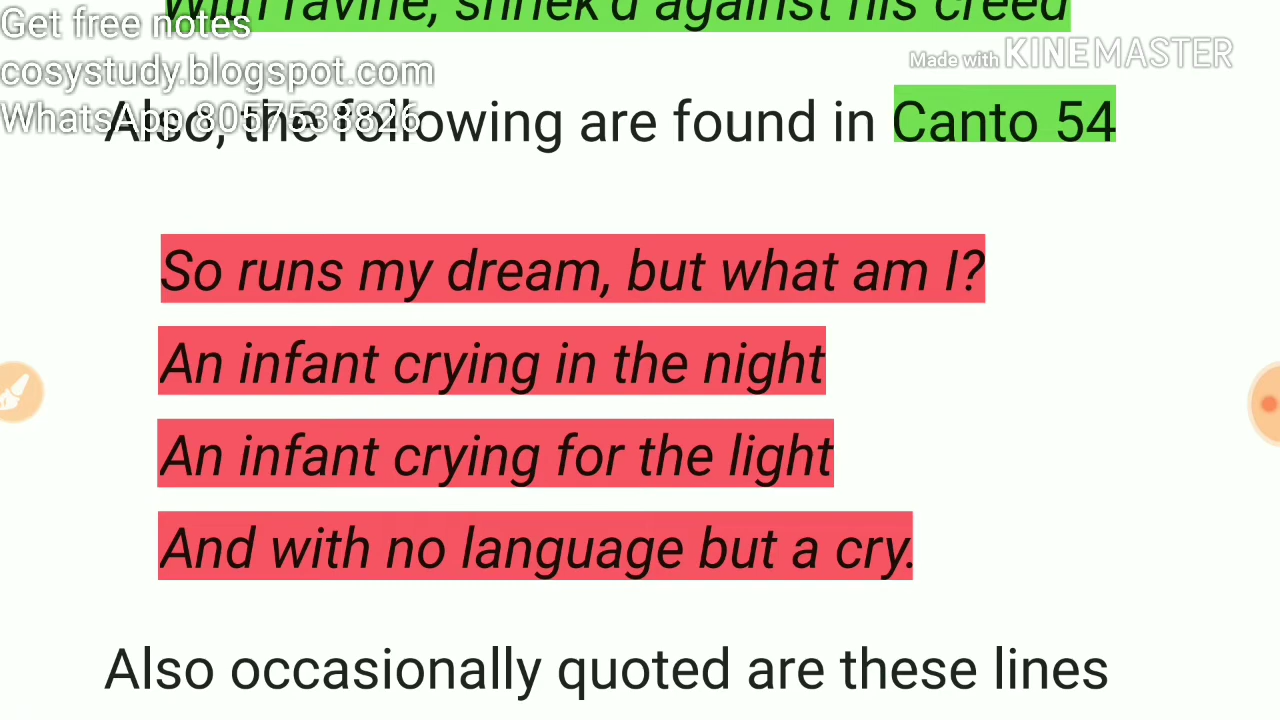 With ravine, shriek'd against his creed
Get free notes
cosystudy.blogspot.com
WhatsApp 8057538826
Made with KINEMASTER
Also, the following are found in Canto 54
So runs my dream, but what am I?
An infant crying in the night
An infant crying for the light
And with no language but a cry.
Also occasionally quoted are these lines